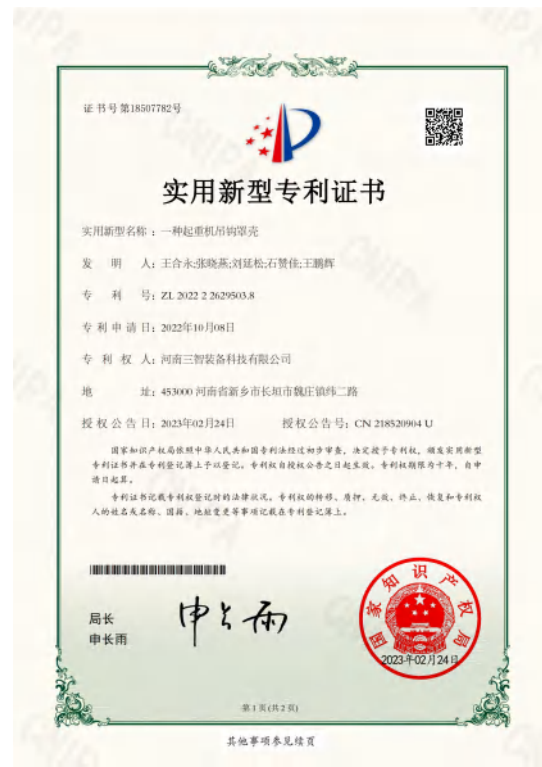 证书号第18507782号
实用新型专利证书
实用新型名称：一种起重机吊钩罩壳
发明人：王合永;张晓燕;刘延松;石赞佳;王鹏辉
专利号：ZL 2022 2 2629503.8
专利申请日：2022年10月08日
专利权人：河南三智装备科技有限公司
地址：453000 河南省新乡市长垣市魏庄镇纬二路
授权公告日：2023年02月24日 授权公告号：CN 218520904 U
国家知识产权局依照中华人民共和国专利法经过初步审查，决定授予专利权，颁发实用新型
专利证书并在专利登记簿上予以登记。专利权自授权公告之日起生效。专利权期限为十年，自申
请日起算。
专利证书记载专利权登记时的法律状况。专利权的转移、质押、无效、终止、恢复和专利权
人的姓名或名称、国籍、地址变更等事项记载在专利登记簿上。
局长
申长雨
申长雨
国家知识产权局
2023年02月24日
第1页(共2页)
其他事项参见续页
CNIPA